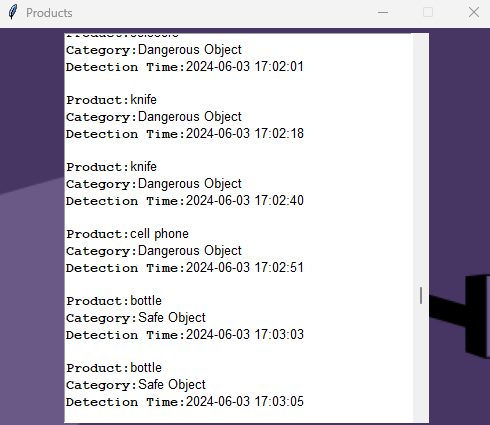 Products
Category:Dangerous Object
Detection Time:2024-06-03 17:02:01
Product:knife
Category:Dangerous Object
Detection Time:2024-06-03 17:02:18
Product:knife
Category:Dangerous Object
Detection Time:2024-06-03 17:02:40
Product:cell phone
Category:Dangerous Object
Detection Time:2024-06-03 17:02:51
Product:bottle
Category:Safe Object
Detection Time:2024-06-03 17:03:03
Product:bottle
Category:Safe Object
Detection Time:2024-06-03 17:03:05